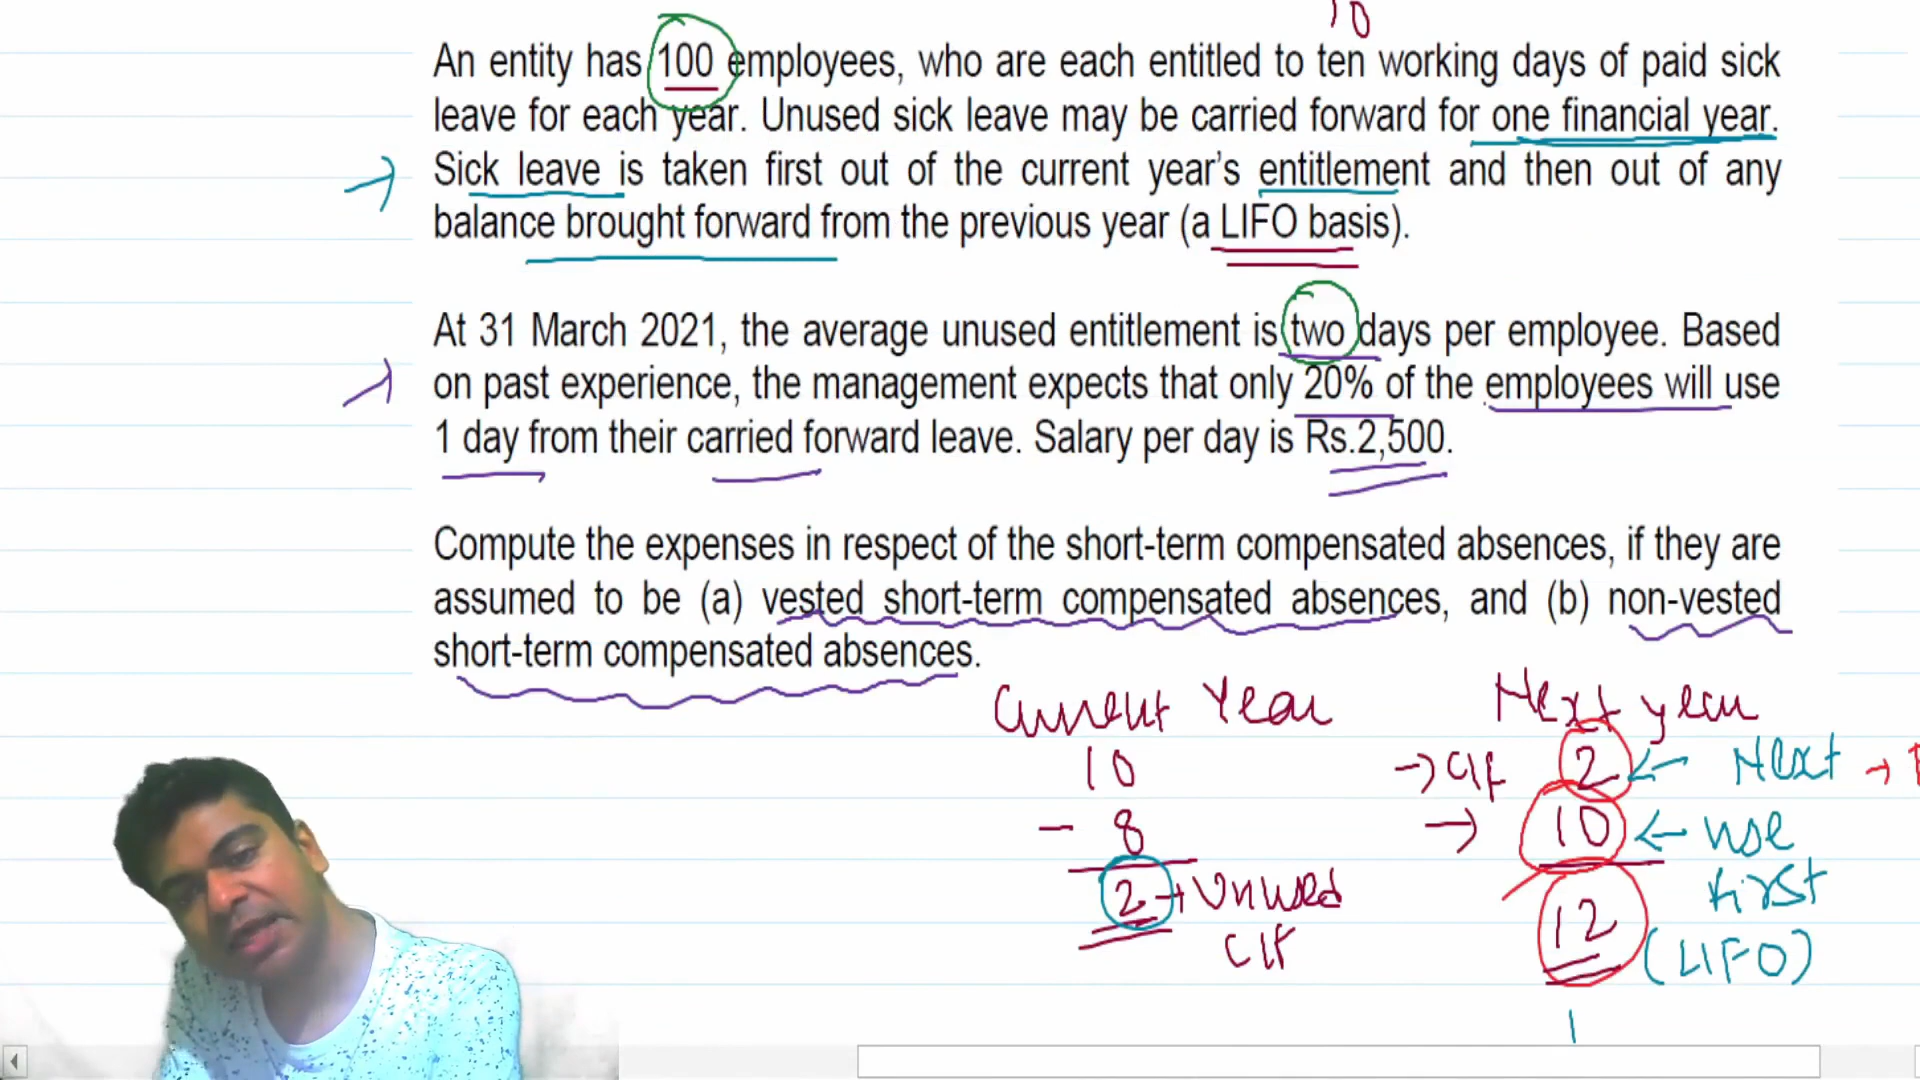 10
An entity has 100 employees, who are each entitled to ten working days of paid sick
leave for each year. Unused sick leave may be carried forward for one financial year.
Sick leave is taken first out of the current year’s entitlement and then out of any
balance brought forward from the previous year (a LIFO basis).
At 31 March 2021, the average unused entitlement is two days per employee. Based
on past experience, the management expects that only 20% of the employees will use
1 day from their carried forward leave. Salary per day is Rs.2,500.
Compute the expenses in respect of the short-term compensated absences, if they are
assumed to be (a) vested short-term compensated absences, and (b) non-vested
short-term compensated absences.
Current Year
10
- 8
2 → Unused
C/f
Next year
→ C/f 2 ← Next →
→ 10 ← use
first
12 (LIFO)